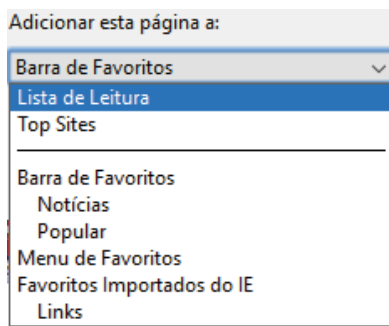 Adicionar esta página a:
Barra de Favoritos
Lista de Leitura
Top Sites
Barra de Favoritos
Notícias
Popular
Menu de Favoritos
Favoritos Importados do IE
Links